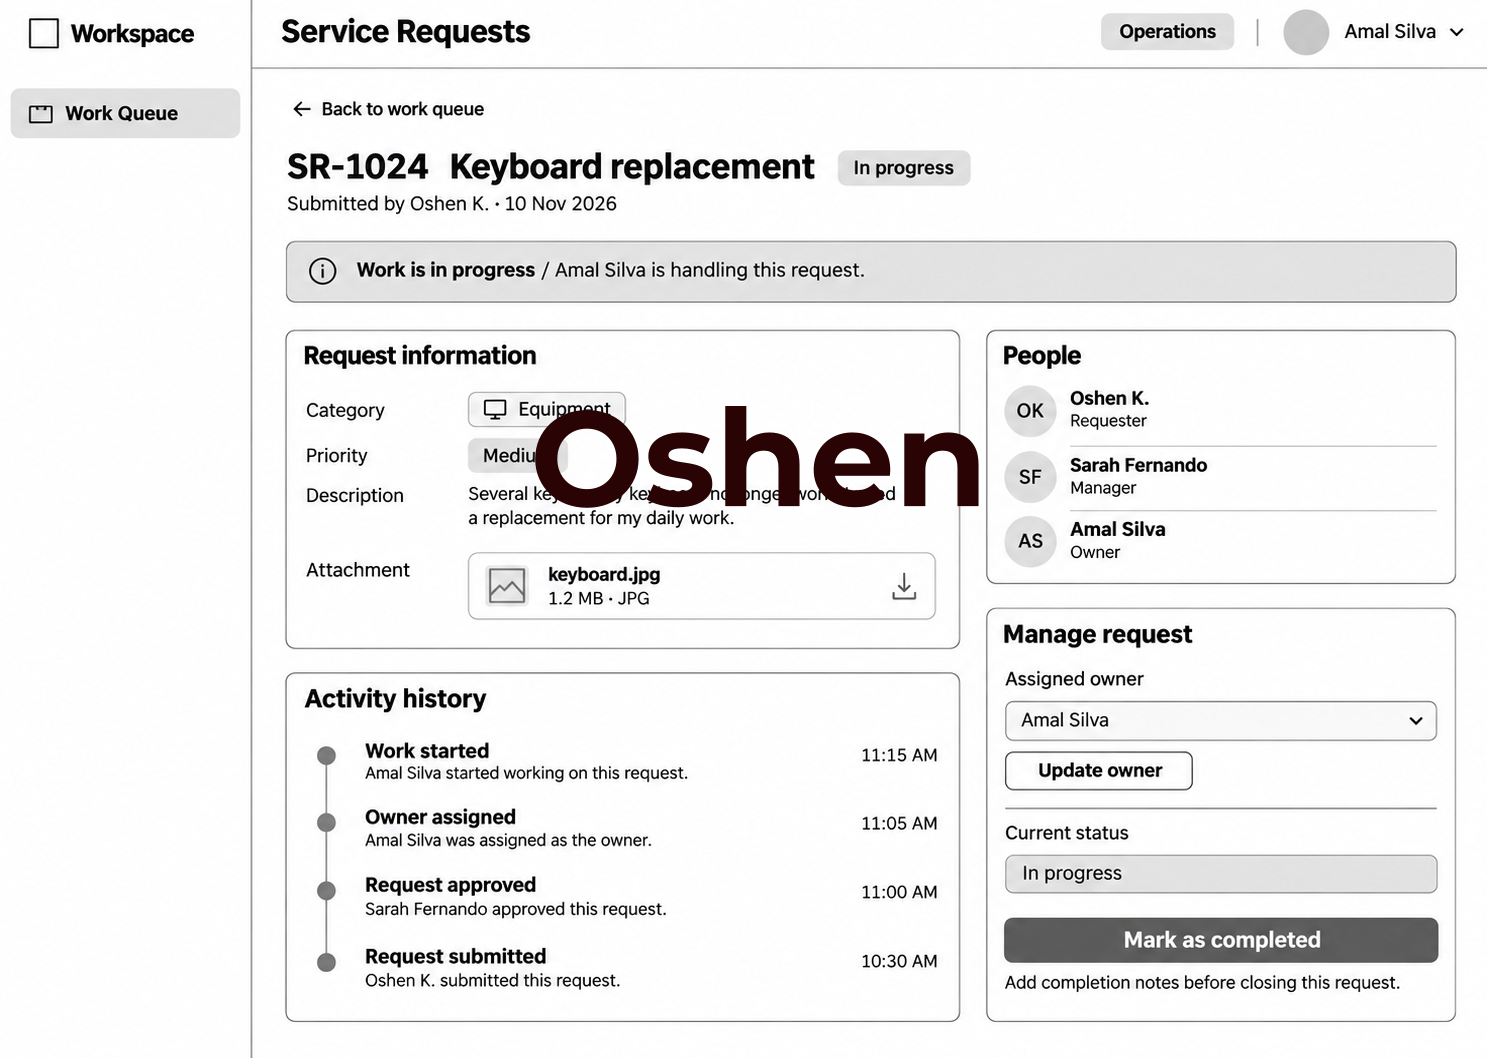 Workspace
Work Queue
Service Requests
Operations
Amal Silva
Back to work queue
SR-1024 Keyboard replacement
In progress
Submitted by Oshen K. · 10 Nov 2026
Work is in progress / Amal Silva is handling this request.
Request information
Category
Equipment
Priority
Description
Several
a replacement for my daily work.
Attachment
keyboard.jpg
1.2 MB · JPG
Oshen
Activity history
Work started
Amal Silva started working on this request.
11:15 AM
Owner assigned
Amal Silva was assigned as the owner.
11:05 AM
Request approved
Sarah Fernando approved this request.
11:00 AM
Request submitted
Oshen K. submitted this request.
10:30 AM
People
OK
Oshen K.
Requester
SF
Sarah Fernando
Manager
AS
Amal Silva
Owner
Manage request
Assigned owner
Amal Silva
Update owner
Current status
In progress
Mark as completed
Add completion notes before closing this request.